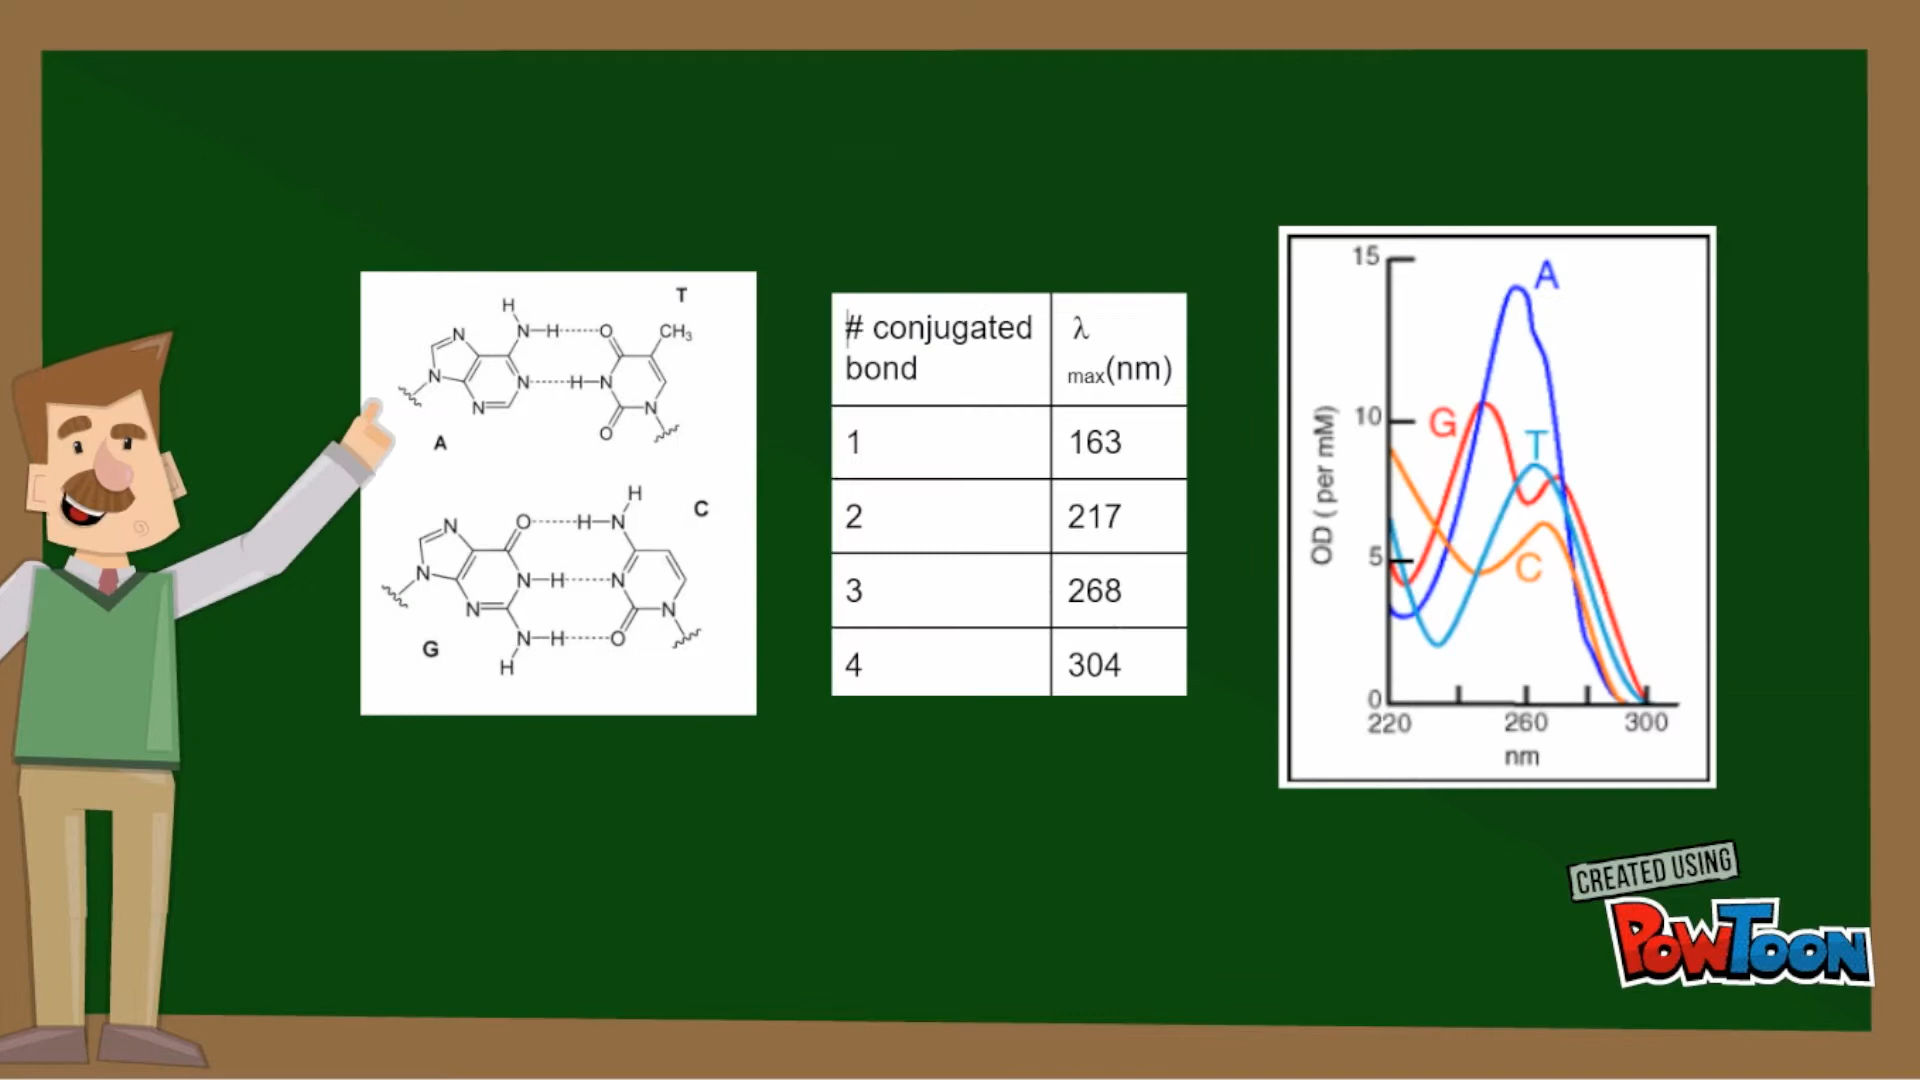 T
H
N
N
H
O
CH₃
N
N
H
N
N
N
O
A
H
C
N
O
H
N
N
N
H
N
N
N
N
H
O
G
H
# conjugated
bond
λ
max(nm)
1 163
2 217
3 268
4 304
15
A
10
G
T
OD ( per mM)
5
C
0
220 260 300
nm
CREATED USING
POWTOON